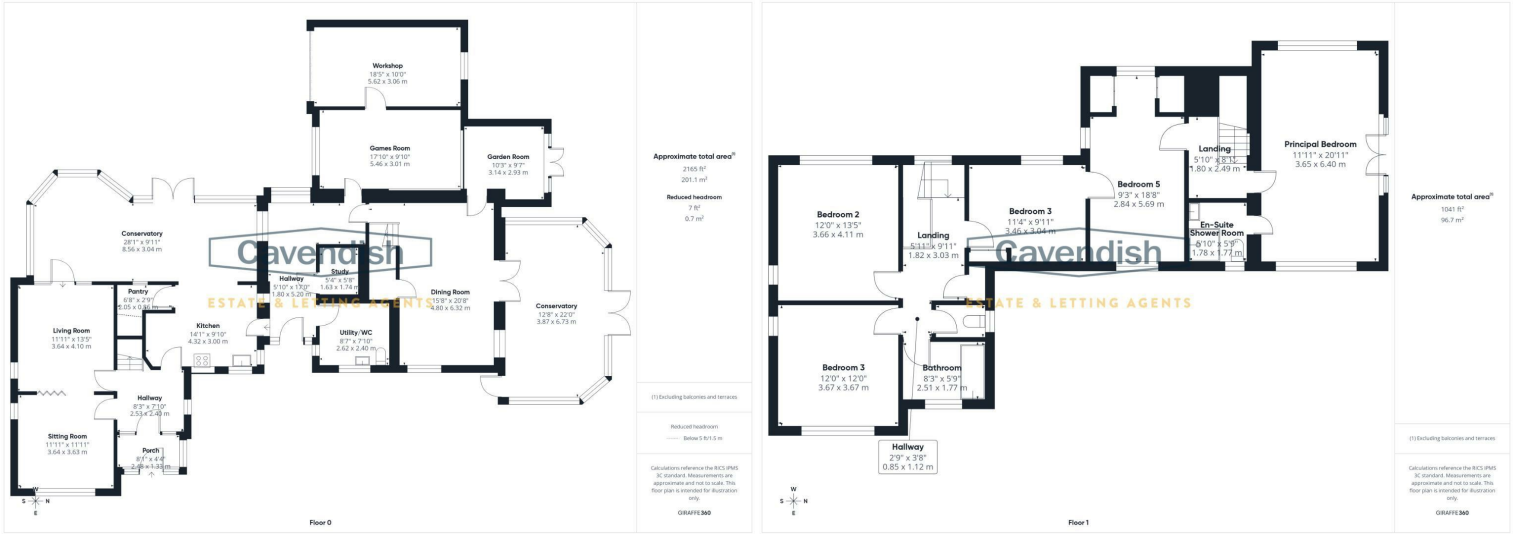 Workshop
18'5" x 10'0"
5.62 x 3.06 m
Games Room
17'10" x 9'10"
5.46 x 3.01 m
Garden Room
10'3" x 9'7"
3.14 x 2.93 m
Conservatory
28'1" x 9'11"
8.56 x 3.04 m
Cavendish
ESTATE & LETTING AGENTS
Study
5'4" x 5'8"
1.63 x 1.74 m
Hallway
5'10" x 17'0"
1.80 x 5.20 m
Pantry
6'8" x 2'9"
Dining Room
15'8" x 20'8"
4.80 x 6.32 m
Conservatory
12'8" x 22'0"
3.87 x 6.73 m
Living Room
11'11" x 13'5"
3.64 x 4.10 m
Kitchen
14'1" x 9'10"
4.32 x 3.00 m
Utility/WC
8'7" x 7'10"
2.62 x 2.40 m
Hallway
8'3" x 7'10"
2.53 x 2.40 m
Sitting Room
11'11" x 11'11"
3.64 x 3.63 m
Porch
8'1" x 4'4"
2.48 x 1.33 m
W
S N
E
Floor 0
Approximate total area(1)
2165 ft²
201.1 m²
Reduced headroom
7 ft²
0.7 m²
(1) Excluding balconies and terraces
Reduced headroom
Below 5 ft/1.5 m
Calculations reference the RICS IPMS
3C standard. Measurements are
approximate and not to scale. This
floor plan is intended for illustration
only.
GIRAFFE360
Principal Bedroom
11'11" x 20'11"
3.65 x 6.40 m
Landing
5'10" x 8'1"
1.80 x 2.49 m
Bedroom 5
9'3" x 18'8"
2.84 x 5.69 m
Bedroom 2
12'0" x 13'5"
3.66 x 4.11 m
Bedroom 3
11'4" x 9'11"
3.46 x 3.04 m
Landing
5'11" x 9'11"
1.82 x 3.03 m
En-Suite
Shower Room
5'10" x 5'9"
1.78 x 1.77 m
Cavendish
ESTATE & LETTING AGENTS
Bedroom 3
12'0" x 12'0"
3.67 x 3.67 m
Bathroom
8'3" x 5'9"
2.51 x 1.77 m
Hallway
2'9" x 3'8"
0.85 x 1.12 m
W
S N
E
Floor 1
Approximate total area(1)
1041 ft²
96.7 m²
(1) Excluding balconies and terraces
Calculations reference the RICS IPMS
3C standard. Measurements are
approximate and not to scale. This
floor plan is intended for illustration
only.
GIRAFFE360